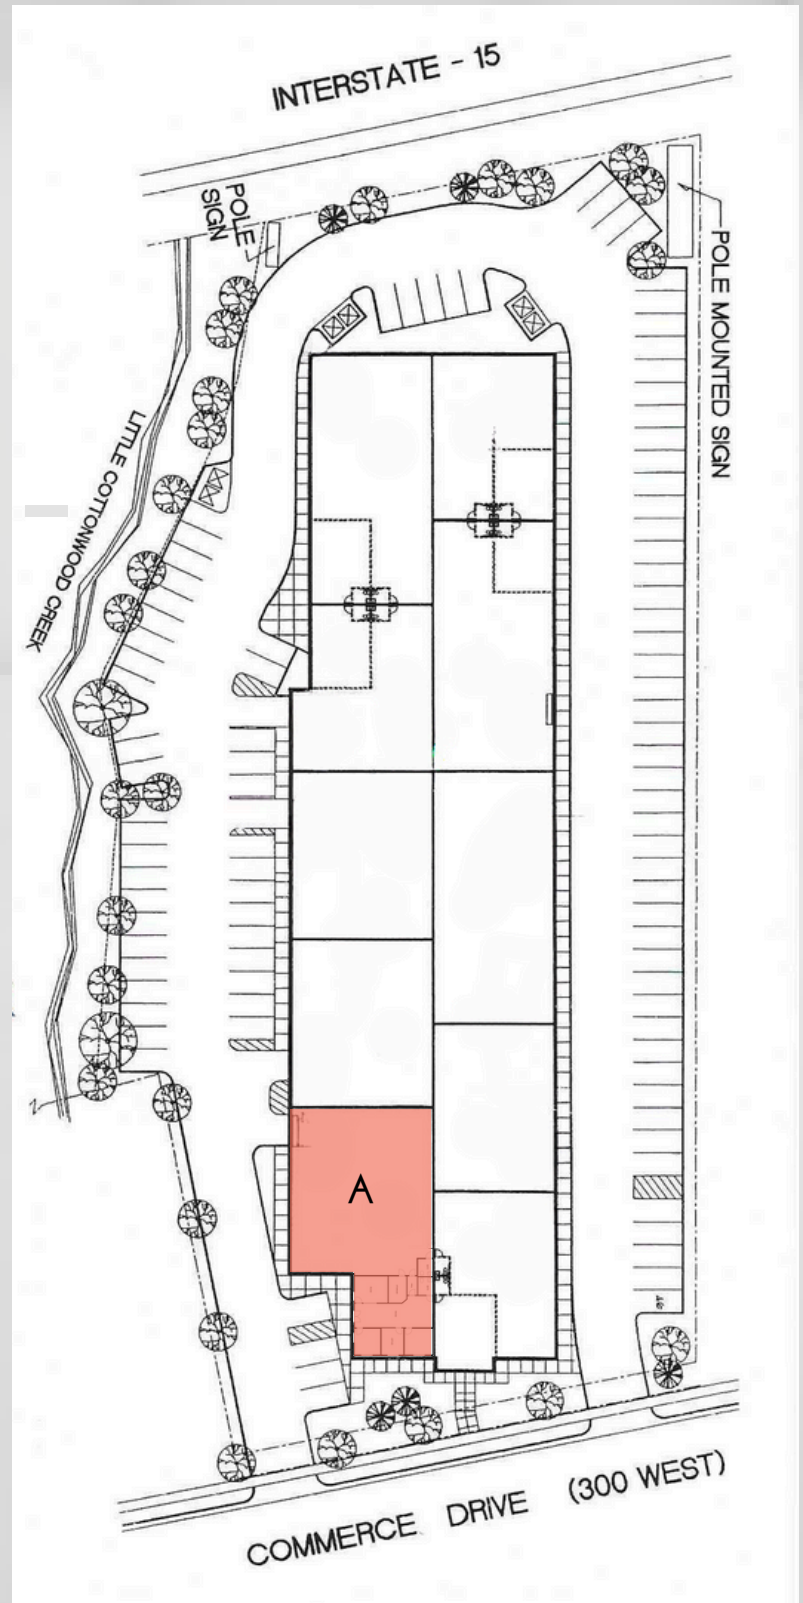 INTERSTATE - 15
POLE
SIGN
POLE MOUNTED SIGN
LITTLE COTTONWOOD CREEK
A
COMMERCE DRIVE (300 WEST)